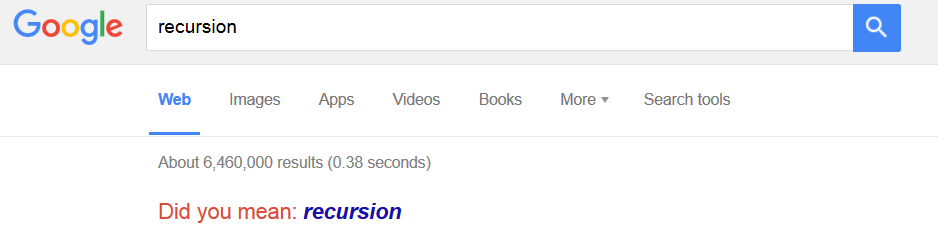 Google recursion
Web Images Apps Videos Books More Search tools
About 6,460,000 results (0.38 seconds)
Did you mean: recursion